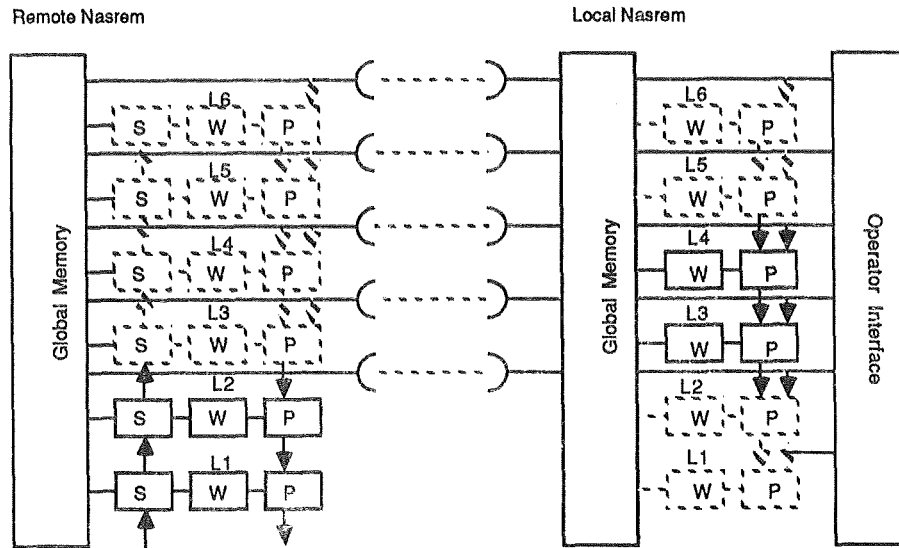 Remote Nasrem
Local Nasrem
Global Memory
L6
S W P
L5
S W P
L4
S W P
L3
S W P
L2
S W P
L1
S W P
Global Memory
L6
W P
L5
W P
L4
W P
L3
W P
L2
W P
L1
W P
Operator Interface